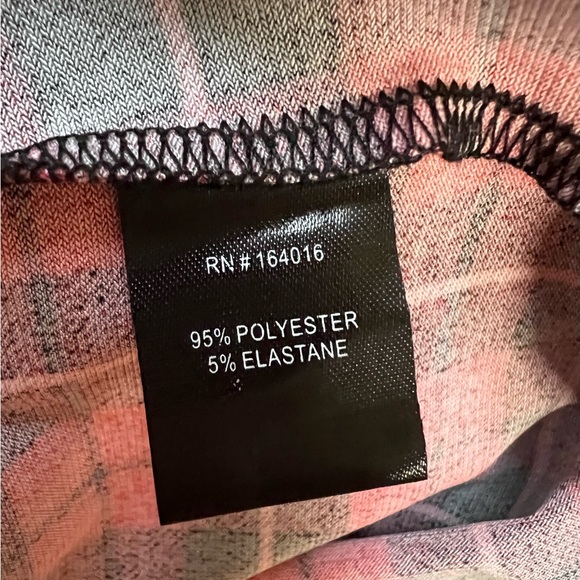 RN # 164016
95% POLYESTER
5% ELASTANE